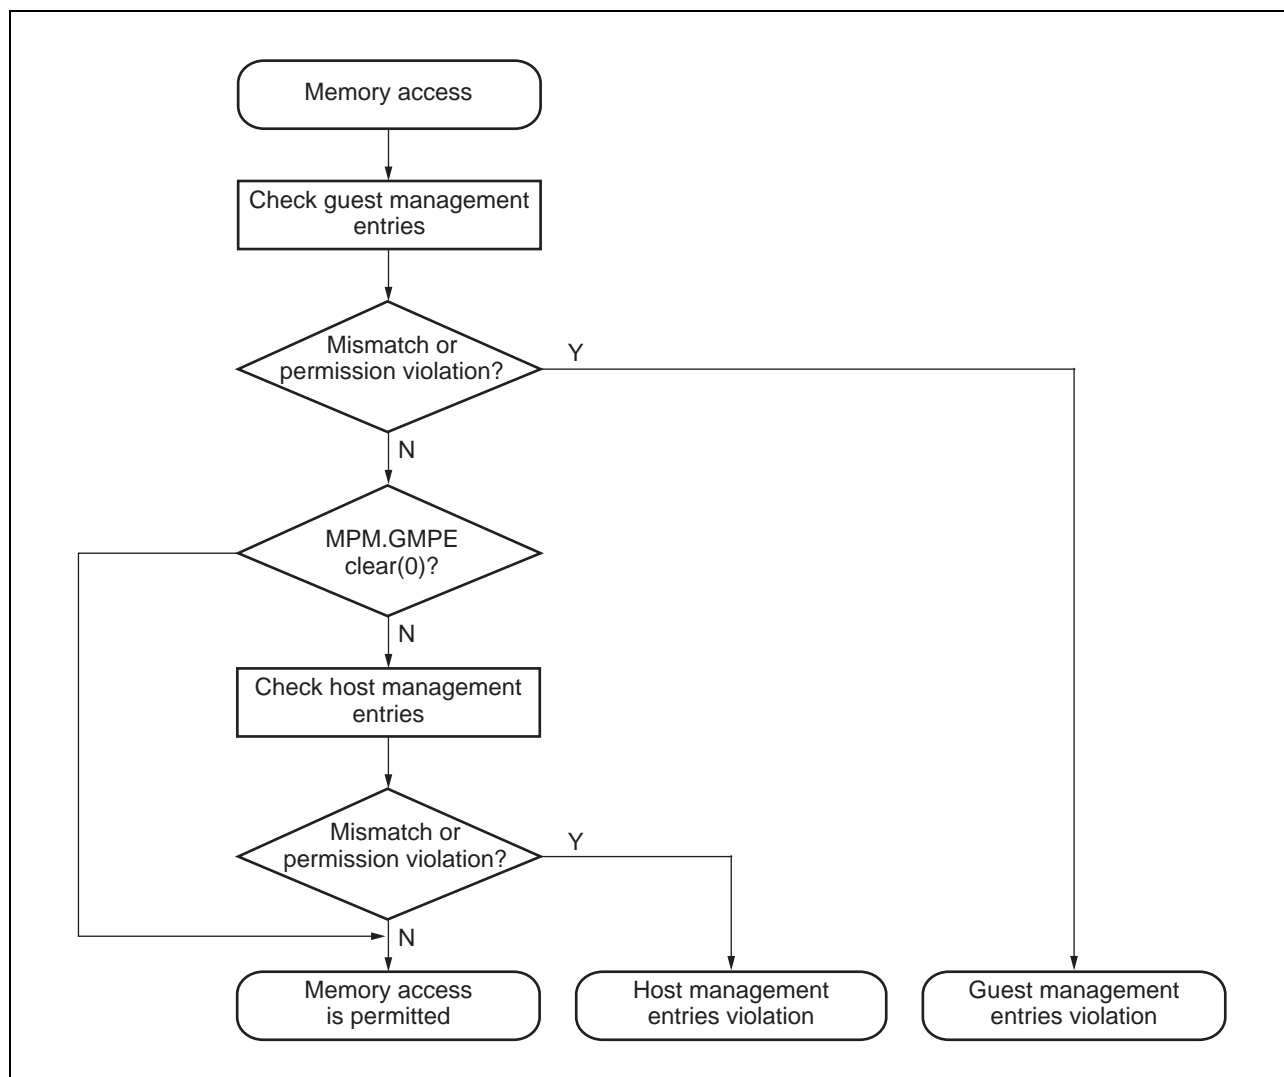 Memory access
Check guest management
entries
Mismatch or
permission violation?
Y
N
MPM.GMPE
clear(0)?
N
Check host management
entries
Mismatch or
permission violation?
Y
N
Memory access
is permitted
Host management
entries violation
Guest management
entries violation